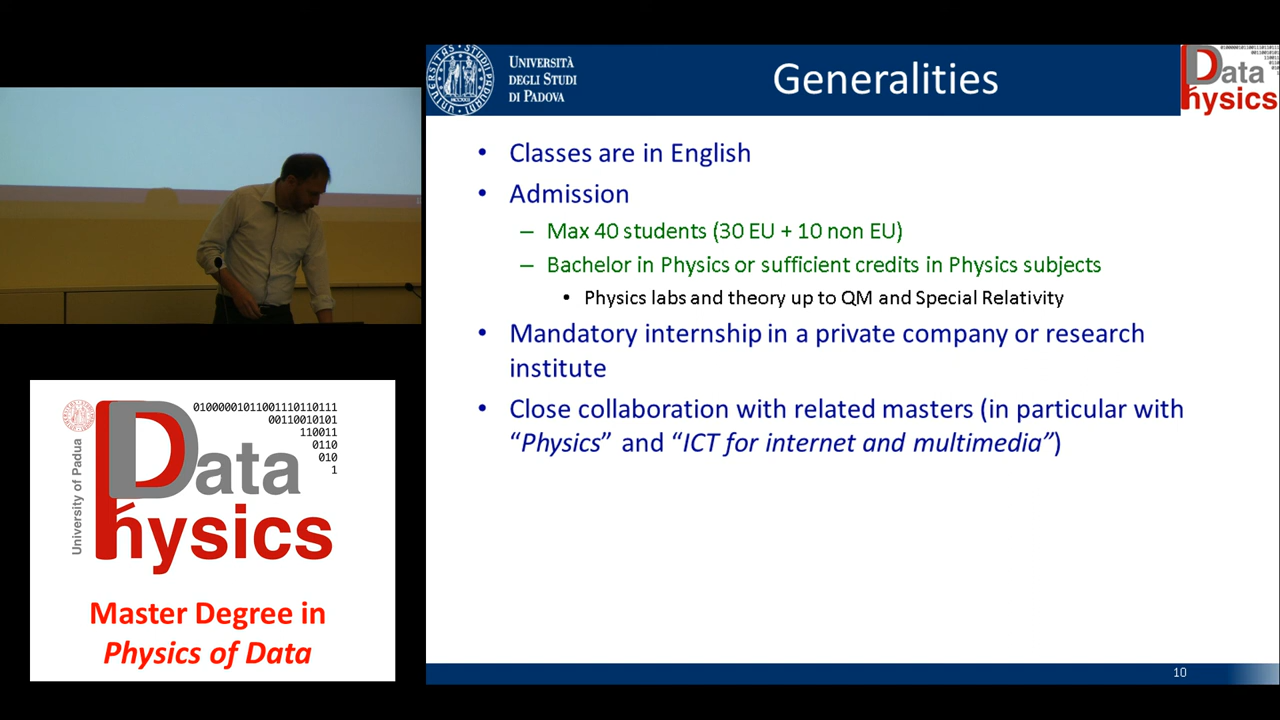 UNIVERSITÀ
DEGLI STUDI
DI PADOVA
Generalities
Data
Physics
• Classes are in English
• Admission
– Max 40 students (30 EU + 10 non EU)
– Bachelor in Physics or sufficient credits in Physics subjects
• Physics labs and theory up to QM and Special Relativity
• Mandatory internship in a private company or research
institute
• Close collaboration with related masters (in particular with
“Physics” and “ICT for internet and multimedia”)
10
University of Padua
01000001011001110110111
00110010101
110011
0110
010
1
Data
Physics
Master Degree in
Physics of Data